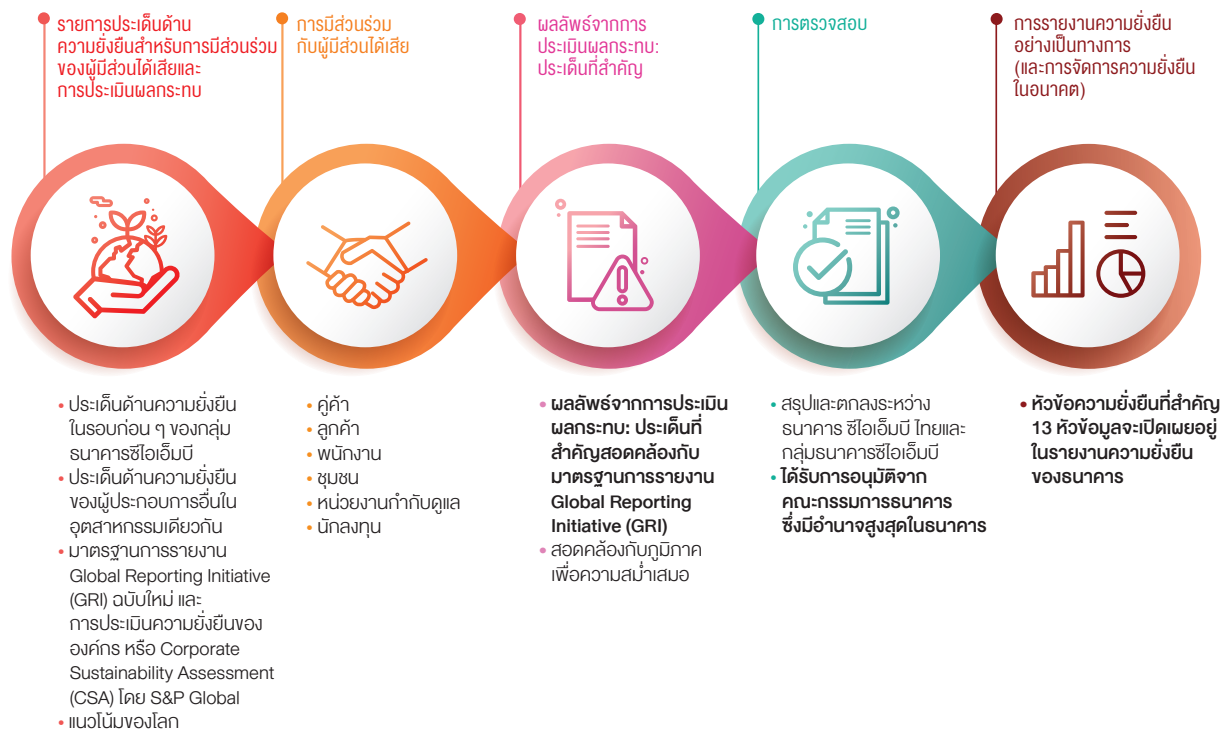 รายการประเด็นด้าน
ความยั่งยืนสำหรับการมีส่วนร่วม
ของผู้มีส่วนได้เสียและ
การประเมินผลกระทบ
การมีส่วนร่วม
กับผู้มีส่วนได้เสีย
ผลลัพธ์จากการ
ประเมินผลกระทบ:
ประเด็นที่สำคัญ
การตรวจสอบ
การรายงานความยั่งยืน
อย่างเป็นทางการ
(และการจัดการความยั่งยืน
ในอนาคต)
• ประเด็นด้านความยั่งยืน
ในรอบก่อน ๆ ของกลุ่ม
ธนาคารซีไอเอ็มบี
• ประเด็นด้านความยั่งยืน
ของผู้ประกอบการอื่นใน
อุตสาหกรรมเดียวกัน
• มาตรฐานการรายงาน
Global Reporting Initiative
(GRI) ฉบับใหม่ และ
การประเมินความยั่งยืนของ
องค์กร หรือ Corporate
Sustainability Assessment
(CSA) โดย S&P Global
• แนวโน้มของโลก
• คู่ค้า
• ลูกค้า
• พนักงาน
• ชุมชน
• หน่วยงานกำกับดูแล
• นักลงทุน
• ผลลัพธ์จากการประเมิน
ผลกระทบ: ประเด็นที่
สำคัญสอดคล้องกับ
มาตรฐานการรายงาน
Global Reporting
Initiative (GRI)
• สอดคล้องกับภูมิภาค
เพื่อความสม่ำเสมอ
• สรุปและตกลงระหว่าง
ธนาคาร ซีไอเอ็มบี ไทยและ
กลุ่มธนาคารซีไอเอ็มบี
• ได้รับการอนุมัติจาก
คณะกรรมการธนาคาร
ซึ่งมีอำนาจสูงสุดในธนาคาร
• หัวข้อความยั่งยืนที่สำคัญ
13 หัวข้อมูลจะเปิดเผยอยู่
ในรายงานความยั่งยืน
ของธนาคาร